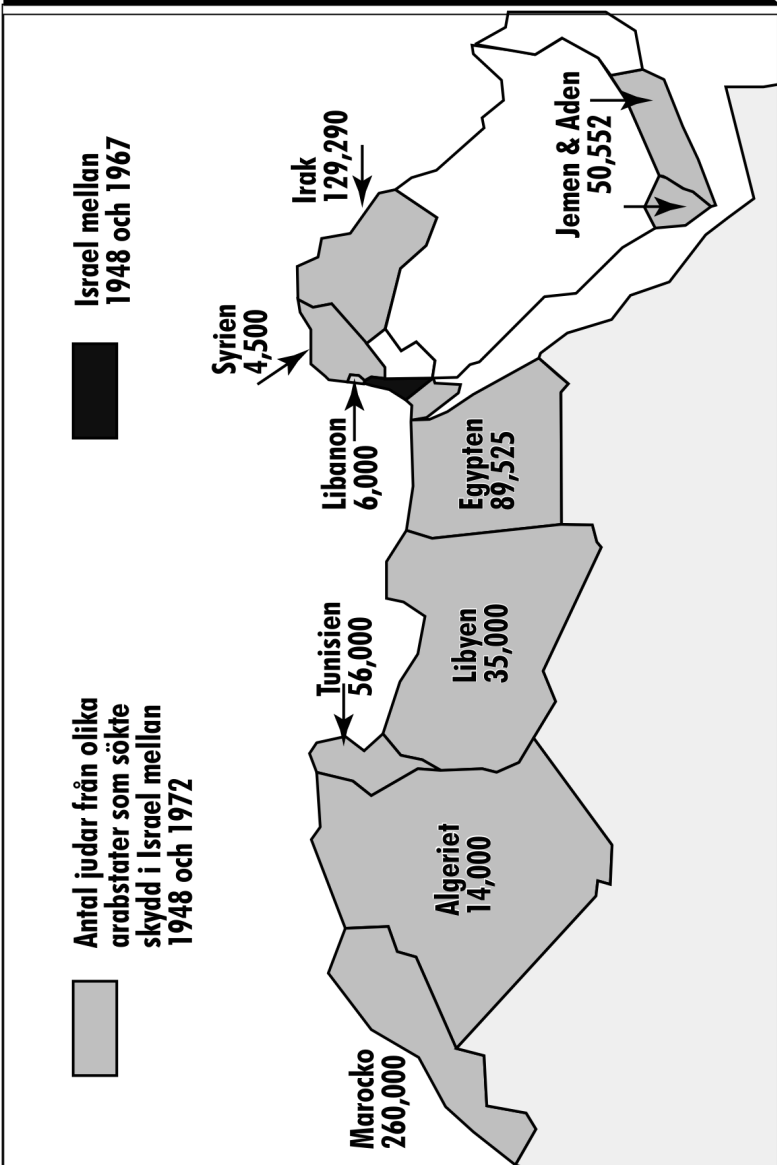 Antal judar från olika
arabstater som sökte
skydd i Israel mellan
1948 och 1972
Israel mellan
1948 och 1967
Marocko
260,000
Algeriet
14,000
Tunisien
56,000
Libyen
35,000
Egypten
89,525
Libanon
6,000
Syrien
4,500
Irak
129,290
Jemen & Aden
50,552